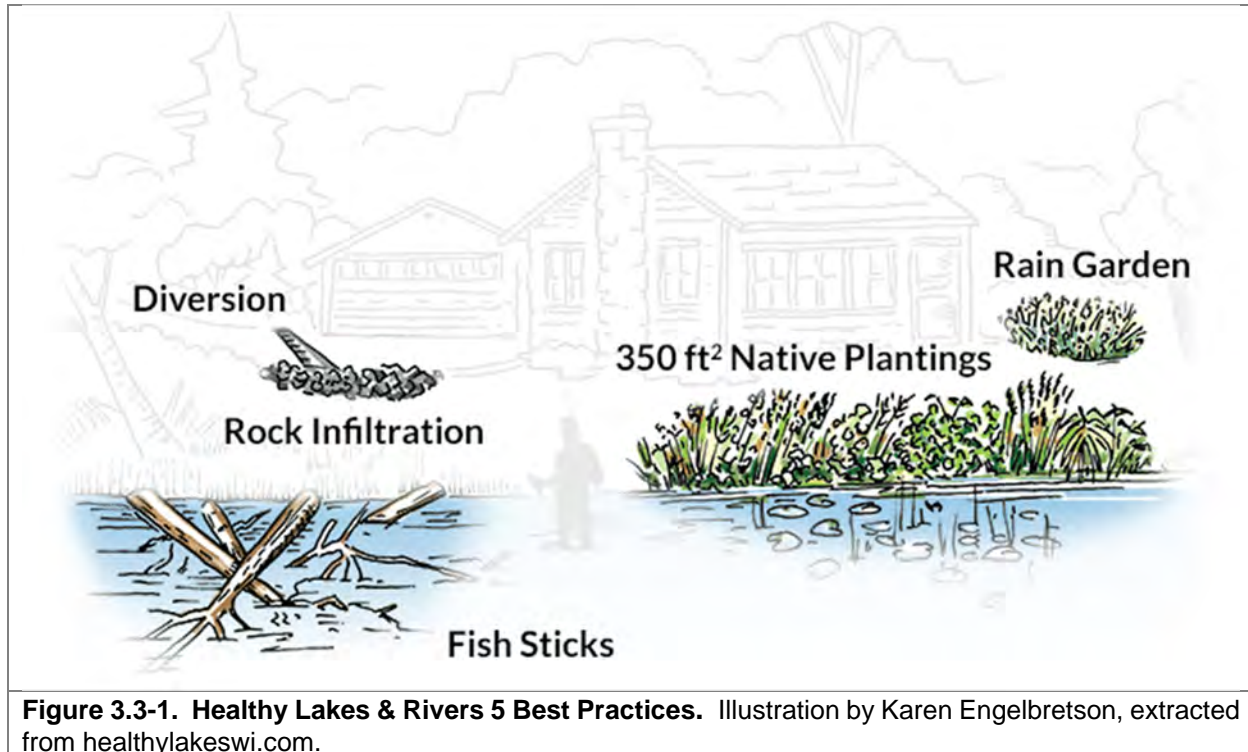 Rain Garden
Diversion
350 ft² Native Plantings
Rock Infiltration
Fish Sticks
Figure 3.3-1. Healthy Lakes & Rivers 5 Best Practices. Illustration by Karen Engelbretson, extracted
from healthylakeswi.com.